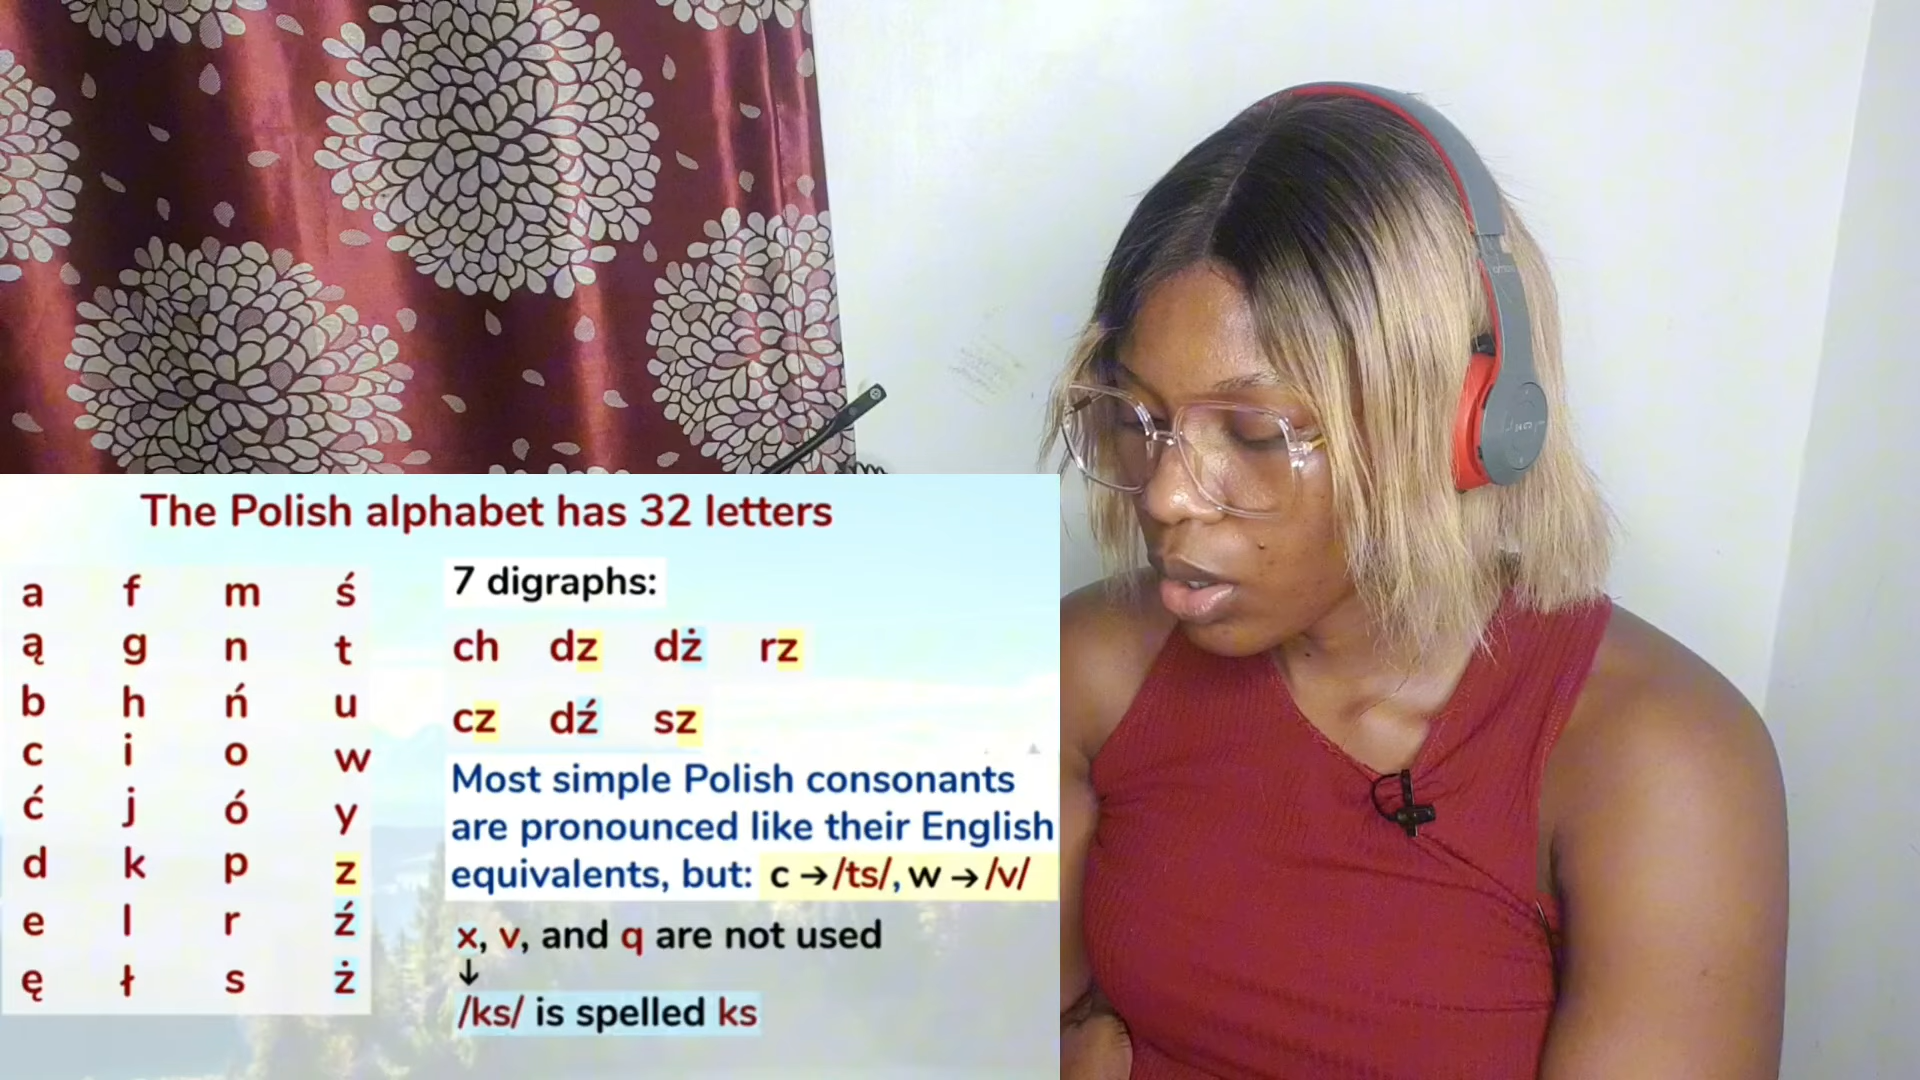 The Polish alphabet has 32 letters
a f m ś
ą g n t
b h ń u
c i o w
ć j ó y
d k p z
e l r ź
ę ł s ż
7 digraphs:
ch dz dż rz
cz dź sz
Most simple Polish consonants
are pronounced like their English
equivalents, but: c → /ts/, w → /v/
x, v, and q are not used
↓
/ks/ is spelled ks